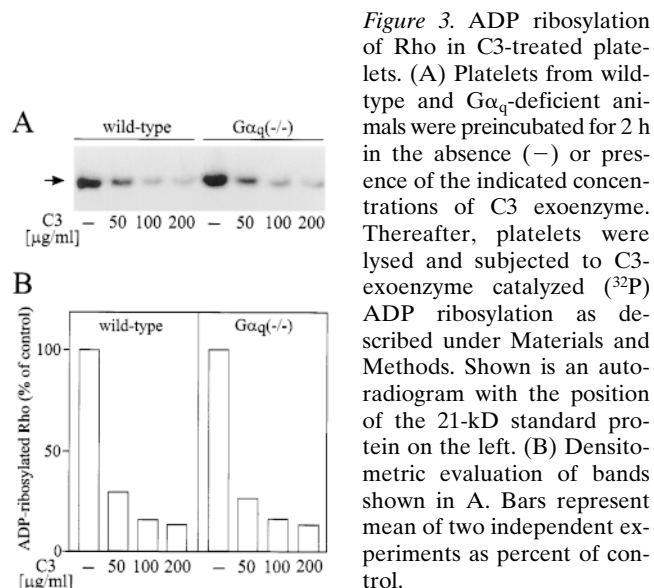 A
wild-type Gαq(-/-)
C3 – 50 100 200 – 50 100 200
[µg/ml]
B
wild-type Gαq(-/-)
ADP-ribosylated Rho (% of control)
100
50
0
C3 – 50 100 200 – 50 100 200
[µg/ml]
Figure 3. ADP ribosylation
of Rho in C3-treated plate-
lets. (A) Platelets from wild-
type and Gαq-deficient ani-
mals were preincubated for 2 h
in the absence (−) or pres-
ence of the indicated concen-
trations of C3 exoenzyme.
Thereafter, platelets were
lysed and subjected to C3-
exoenzyme catalyzed (³²P)
ADP ribosylation as de-
scribed under Materials and
Methods. Shown is an auto-
radiogram with the position
of the 21-kD standard pro-
tein on the left. (B) Densito-
metric evaluation of bands
shown in A. Bars represent
mean of two independent ex-
periments as percent of con-
trol.